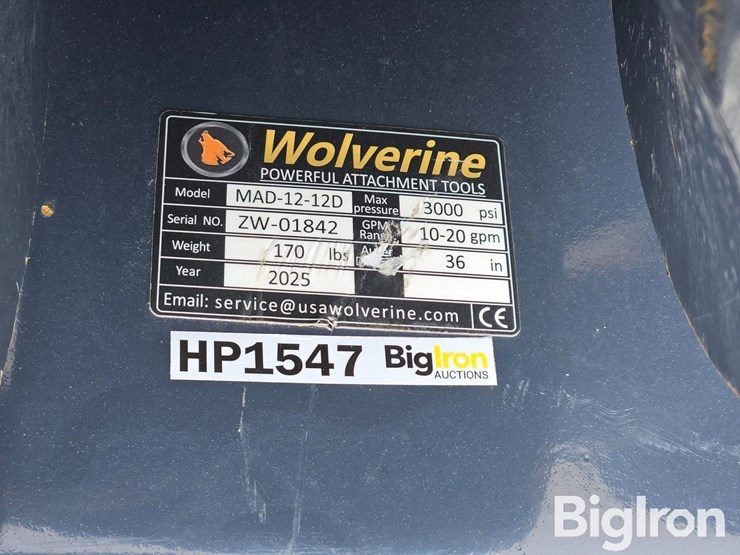 Wolverine
POWERFUL ATTACHMENT TOOLS
Model MAD-12-12D Max pressure 3000 psi
Serial NO. ZW-01842 GPM 10-20 gpm
Weight 170 lbs 36 in
Year 2025
Email: service@usawolverine.com CE
HP1547 BigIron AUCTIONS
BigIron